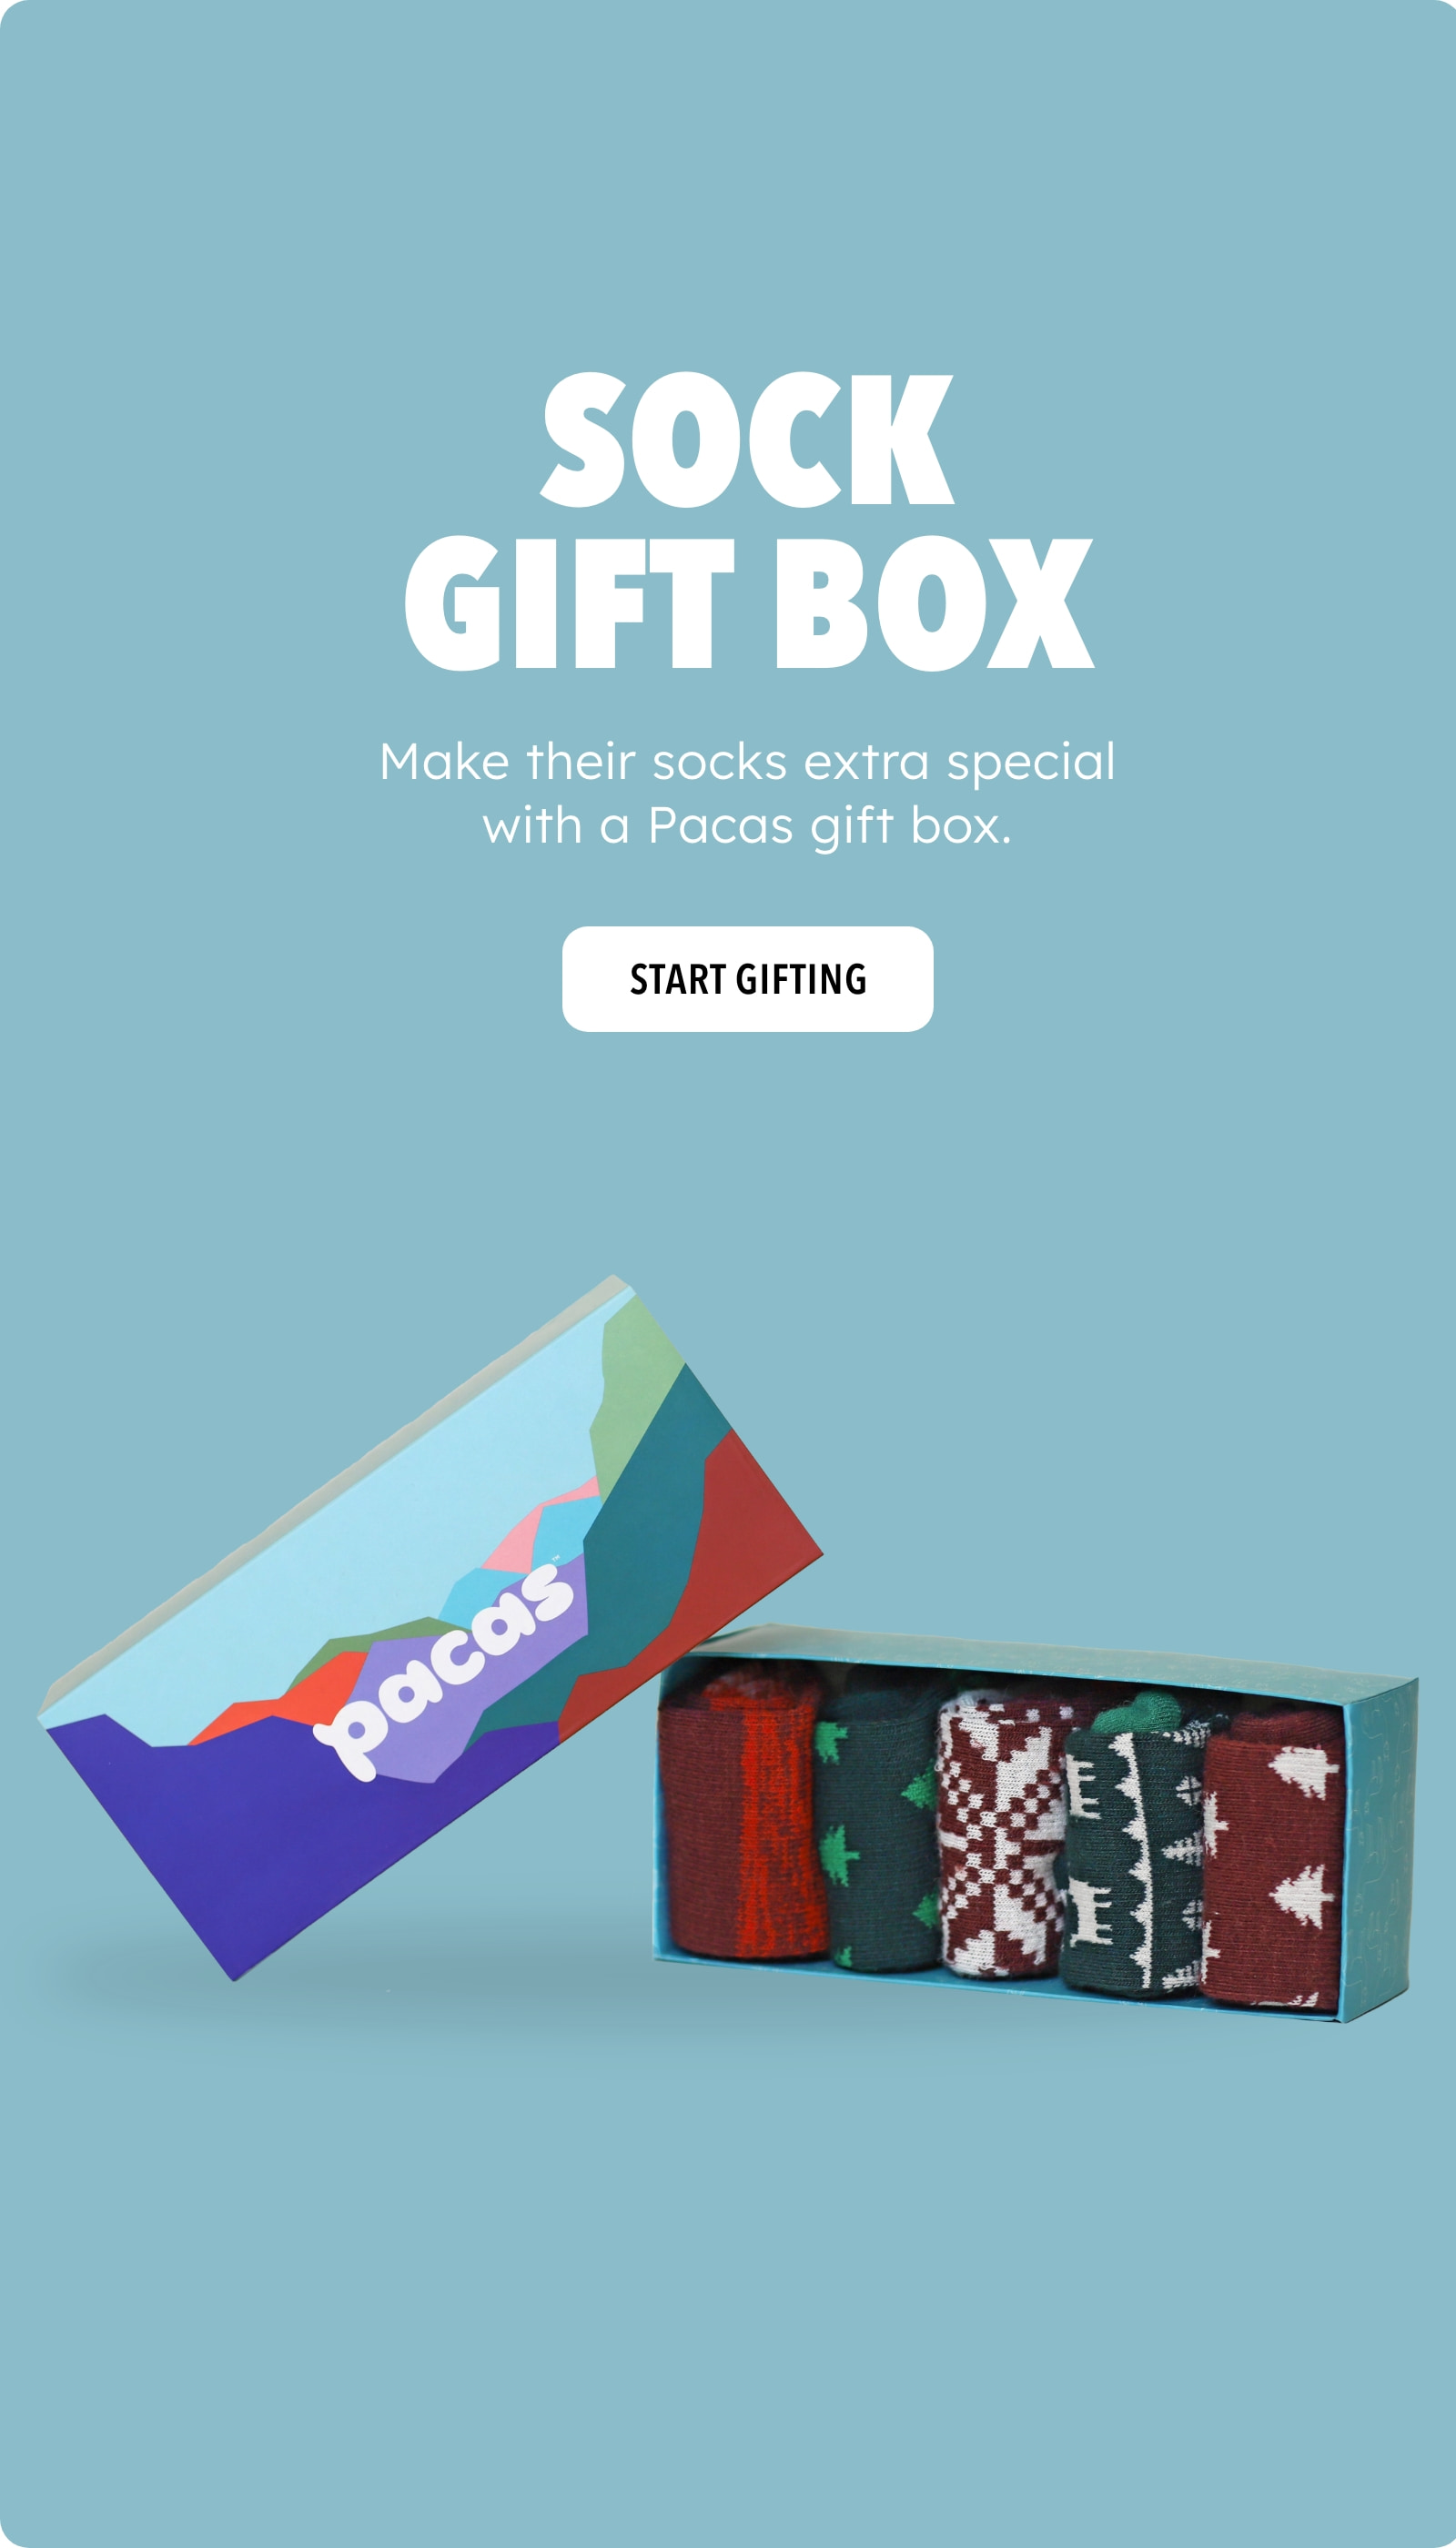 SOCK
GIFT BOX
Make their socks extra special
with a Pacas gift box.
START GIFTING
pacas™